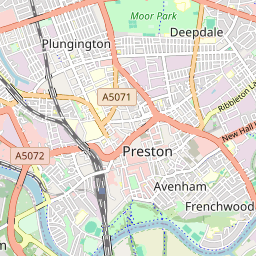 Moor Park
Deepdale
Plungington
A5071
Ribbleton La
New Hall L
A5072
Preston
Avenham
Frenchwood